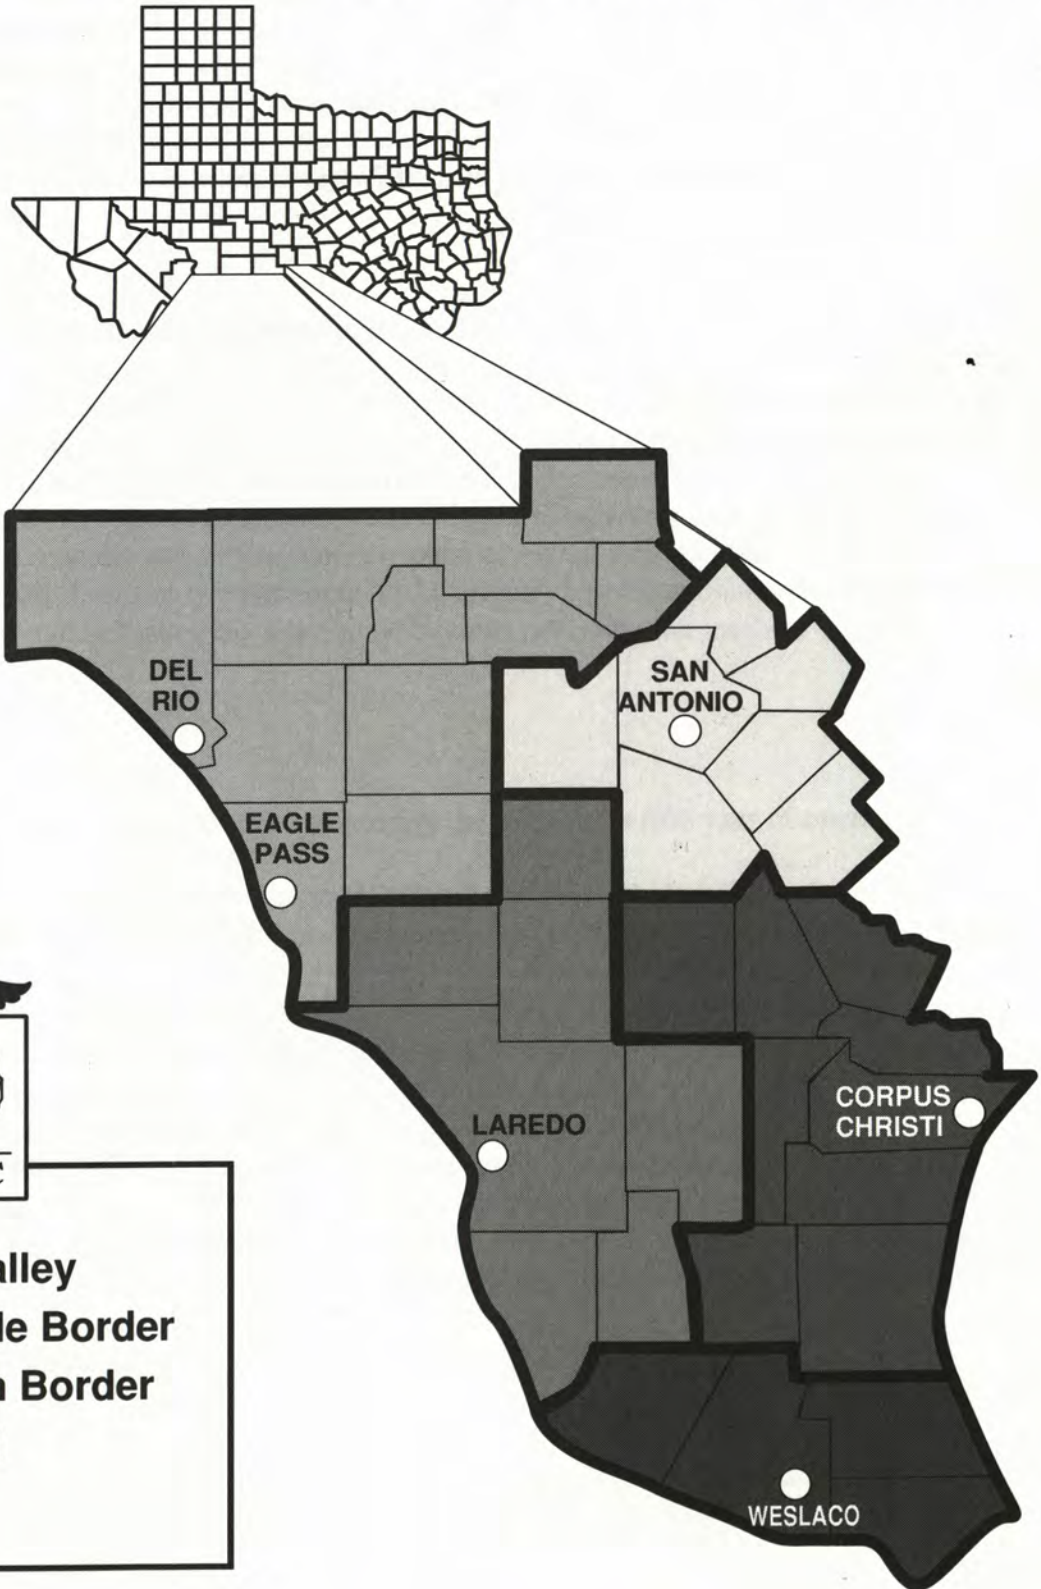 DEL
RIO
SAN
ANTONIO
EAGLE
PASS
CORPUS
CHRISTI
LAREDO
alley
le Border
Border
WESLACO